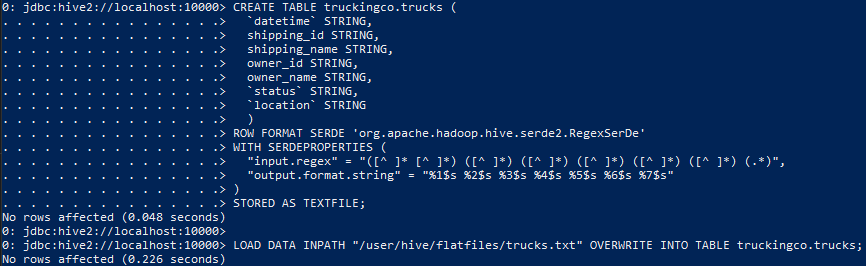 0: jdbc:hive2://localhost:10000> CREATE TABLE truckingco.trucks (
. . . . . . . . . . . . . . . .>   `datetime` STRING,
. . . . . . . . . . . . . . . .>   shipping_id STRING,
. . . . . . . . . . . . . . . .>   shipping_name STRING,
. . . . . . . . . . . . . . . .>   owner_id STRING,
. . . . . . . . . . . . . . . .>   owner_name STRING,
. . . . . . . . . . . . . . . .>   `status` STRING,
. . . . . . . . . . . . . . . .>   `location` STRING
. . . . . . . . . . . . . . . .>   )
. . . . . . . . . . . . . . . .> ROW FORMAT SERDE 'org.apache.hadoop.hive.serde2.RegexSerDe'
. . . . . . . . . . . . . . . .> WITH SERDEPROPERTIES (
. . . . . . . . . . . . . . . .>   "input.regex" = "([^ ]* [^ ]*) ([^ ]*) ([^ ]*) ([^ ]*) ([^ ]*) ([^ ]*) (.*)",
. . . . . . . . . . . . . . . .>   "output.format.string" = "%1$s %2$s %3$s %4$s %5$s %6$s %7$s"
. . . . . . . . . . . . . . . .> )
. . . . . . . . . . . . . . . .> STORED AS TEXTFILE;
No rows affected (0.048 seconds)
0: jdbc:hive2://localhost:10000>
0: jdbc:hive2://localhost:10000> LOAD DATA INPATH "/user/hive/flatfiles/trucks.txt" OVERWRITE INTO TABLE truckingco.trucks;
No rows affected (0.226 seconds)